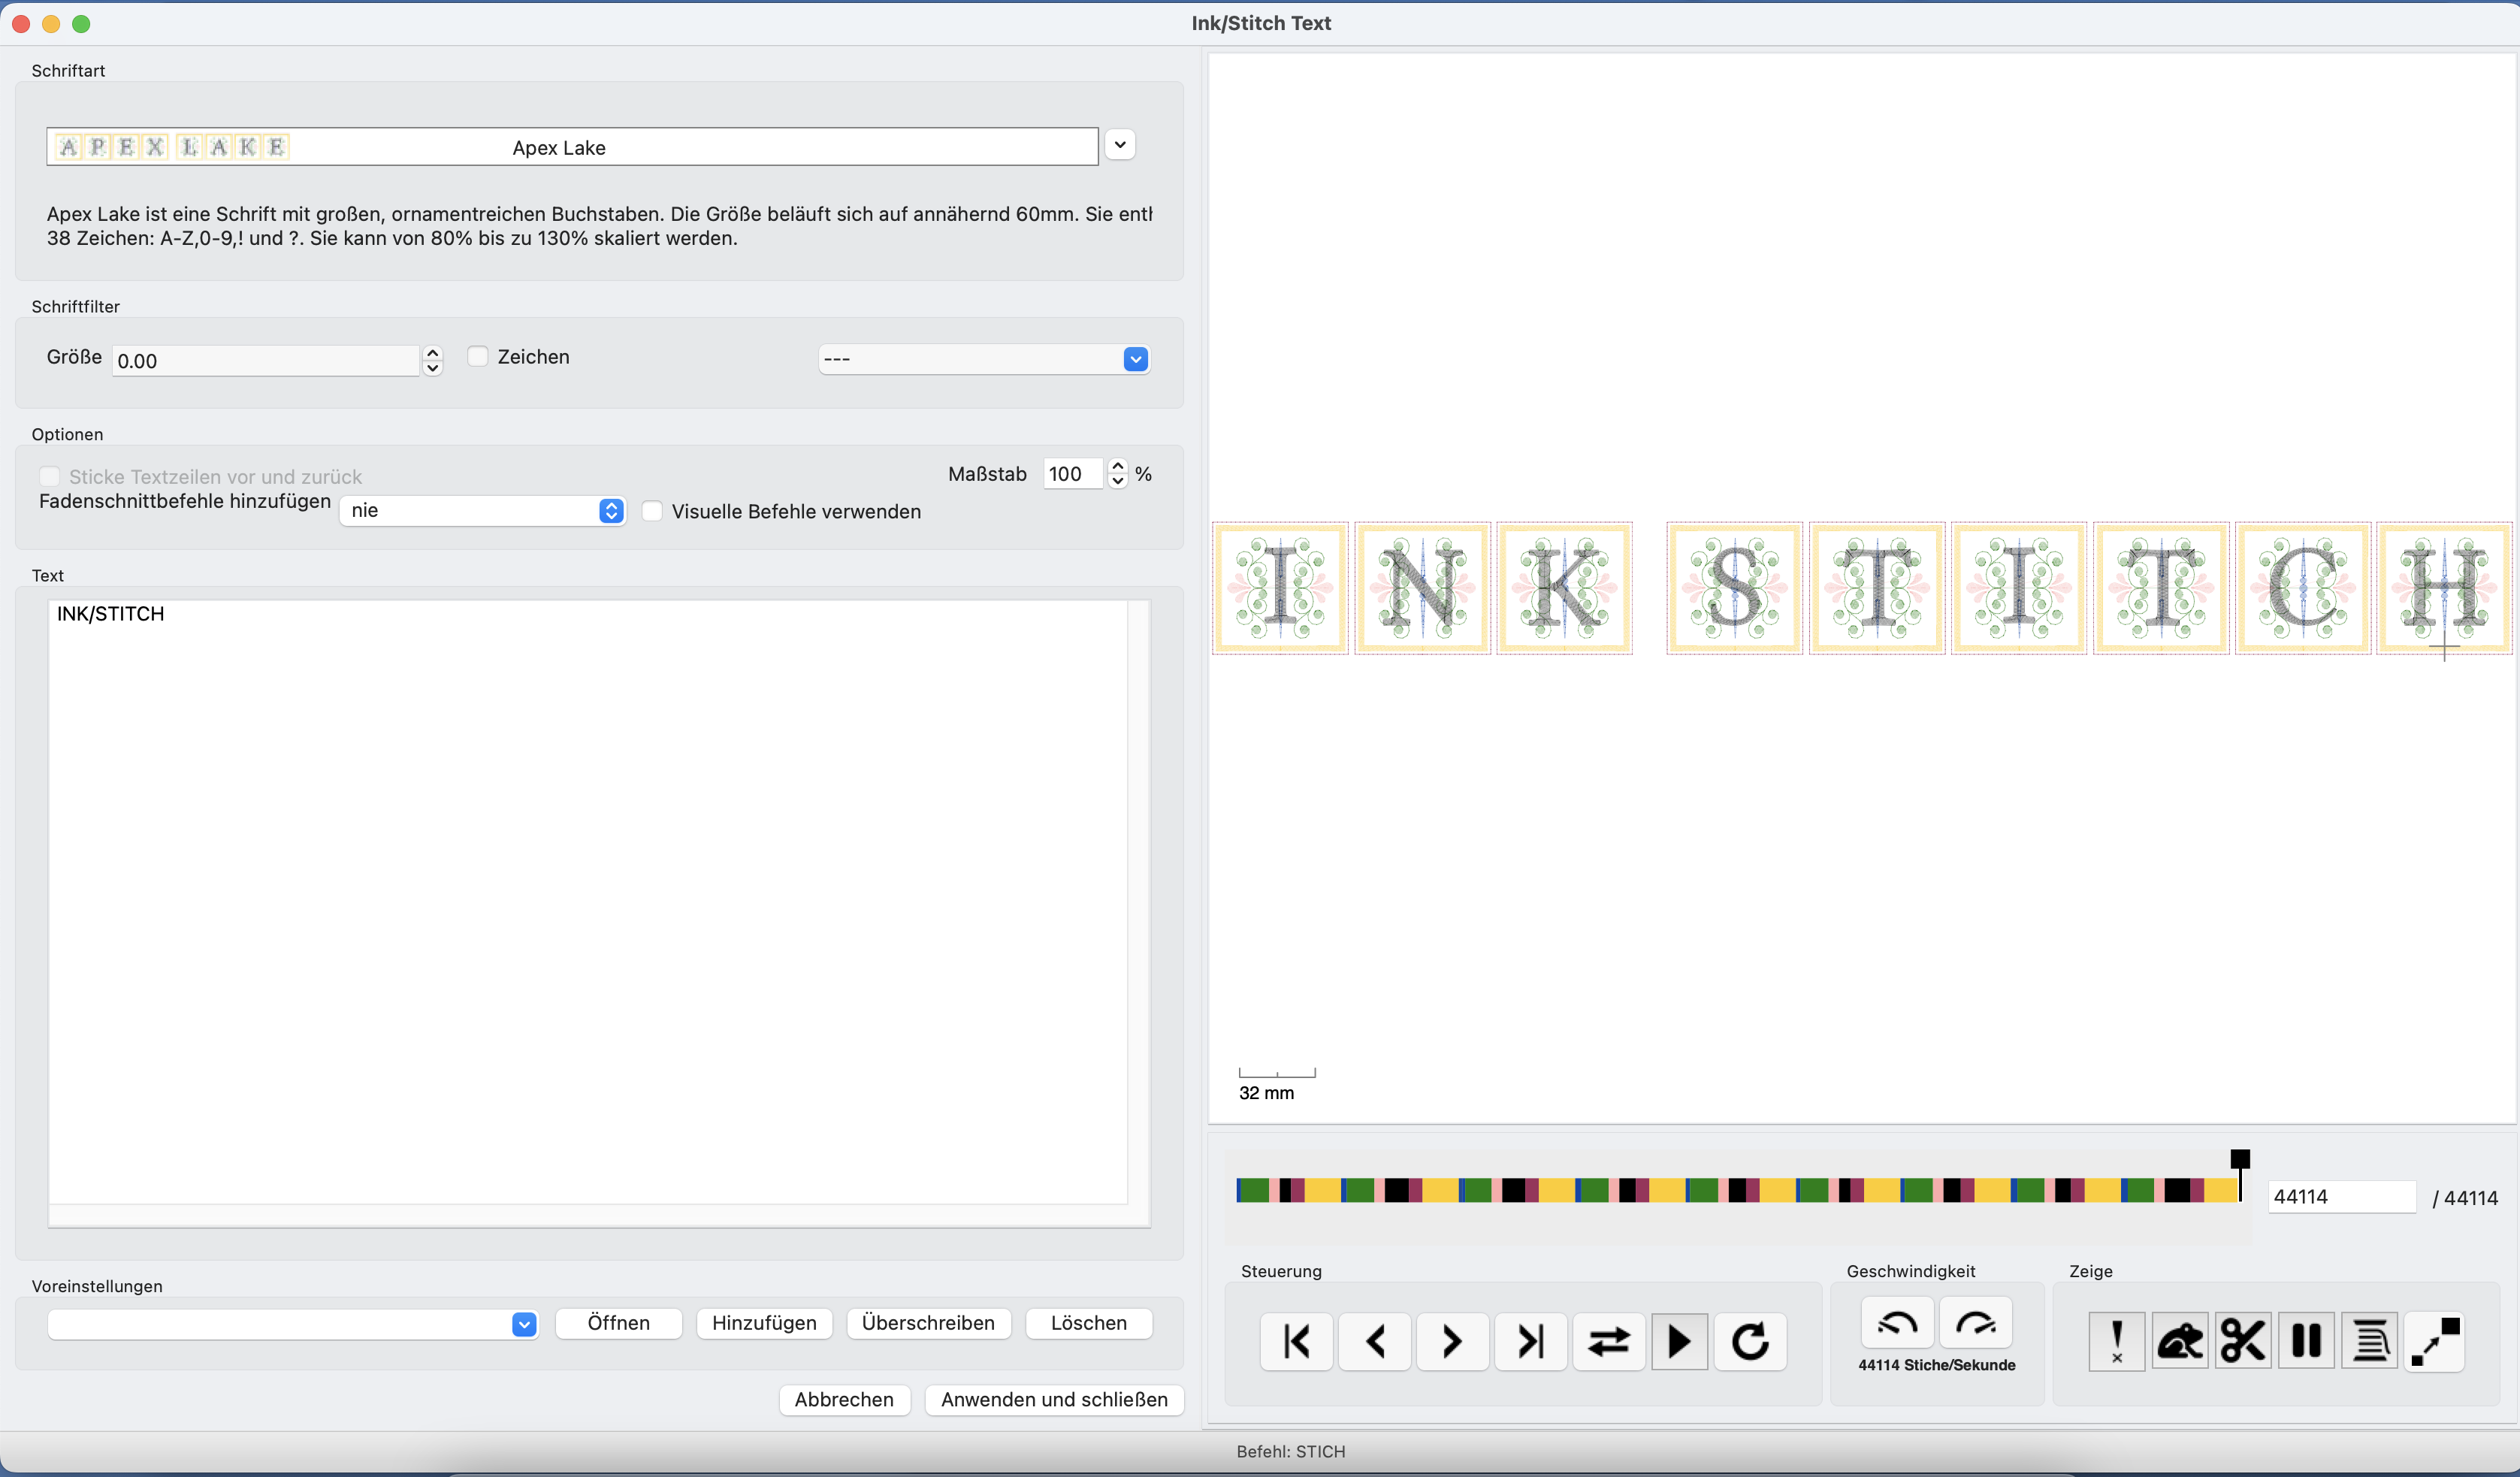 Ink/Stitch Text
Schriftart
APEX LAKE Apex Lake
Apex Lake ist eine Schrift mit großen, ornamentreichen Buchstaben. Die Größe beläuft sich auf annähernd 60mm. Sie
38 Zeichen: A-Z,0-9,! und ?. Sie kann von 80% bis zu 130% skaliert werden.
Schriftfilter
Größe 0.00 Zeichen ---
Optionen
Sticke Textzeilen vor und zurück Maßstab 100 %
Fadenschnittbefehle hinzufügen nie Visuelle Befehle verwenden
Text
INK/STITCH
Voreinstellungen
Öffnen Hinzufügen Überschreiben Löschen
Abbrechen Anwenden und schließen
INK STITCH
32 mm
44114 / 44114
Steuerung Geschwindigkeit Zeige
44114 Stiche/Sekunde
Befehl: STICH